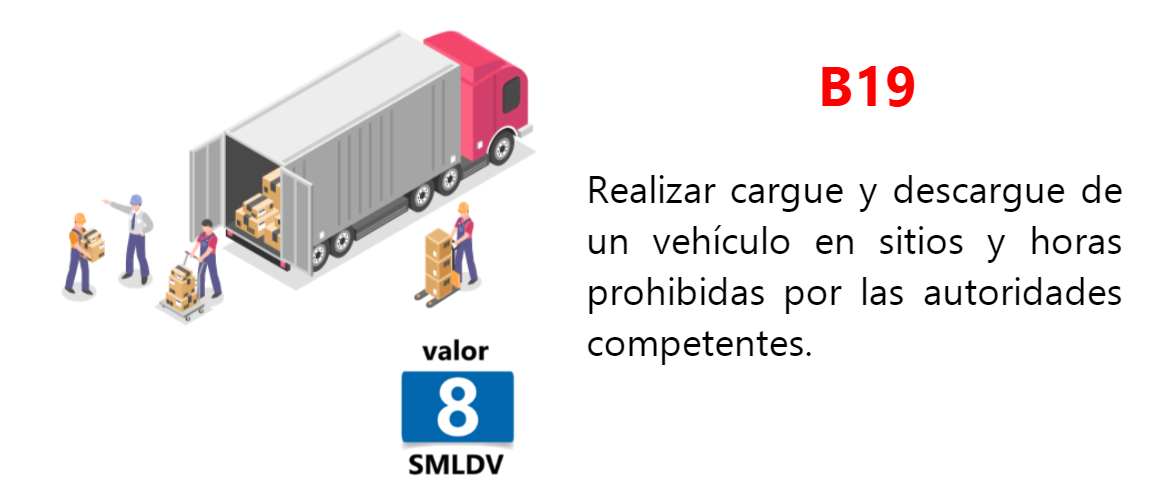 B19
Realizar cargue y descargue de
un vehículo en sitios y horas
prohibidas por las autoridades
competentes.
valor
8
SMLDV